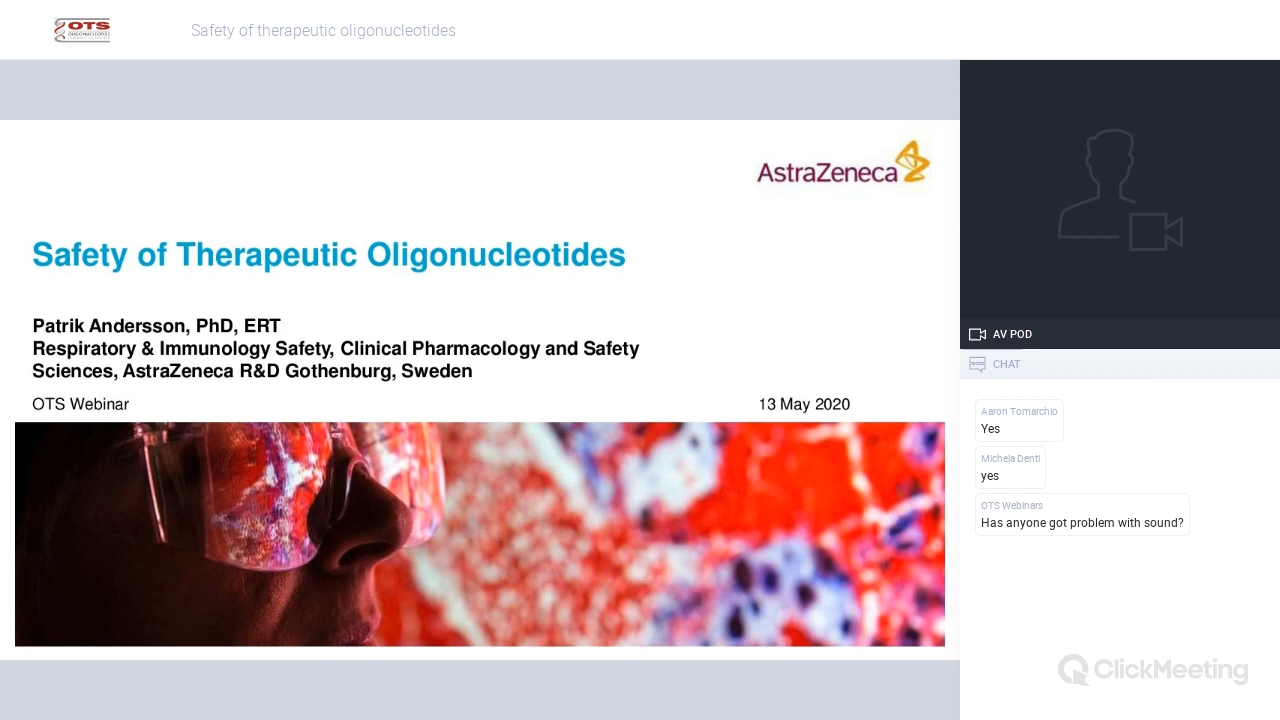 OTS
OLIGONUCLEOTIDE
Safety of therapeutic oligonucleotides
AstraZeneca
Safety of Therapeutic Oligonucleotides
Patrik Andersson, PhD, ERT
Respiratory & Immunology Safety, Clinical Pharmacology and Safety
Sciences, AstraZeneca R&D Gothenburg, Sweden
OTS Webinar
13 May 2020
AV POD
CHAT
Aaron Tomarchio
Yes
Michela Denti
yes
OTS Webinars
Has anyone got problem with sound?
ClickMeeting